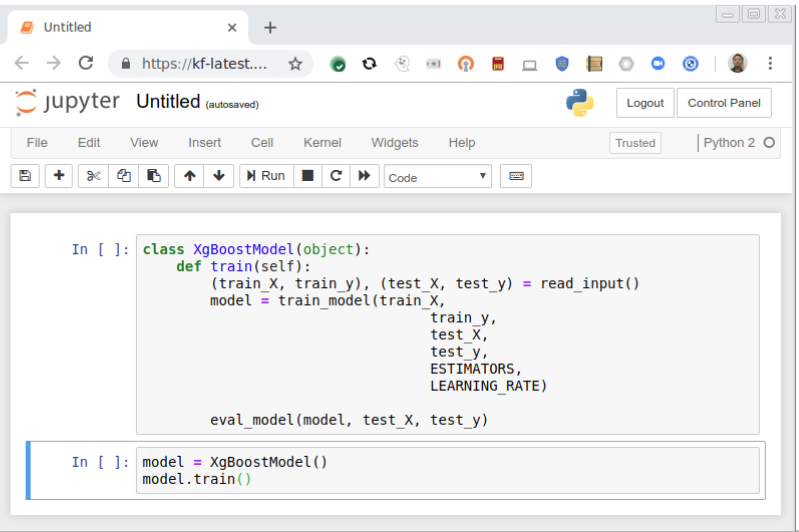 Untitled
https://kf-latest....
jupyter Untitled (autosaved)
Logout
Control Panel
File Edit View Insert Cell Kernel Widgets Help
Trusted
Python 2
Run
Code
In [ ]: class XgBoostModel(object):
def train(self):
(train_X, train_y), (test_X, test_y) = read_input()
model = train_model(train_X,
train_y,
test_X,
test_y,
ESTIMATORS,
LEARNING_RATE)
eval_model(model, test_X, test_y)
In [ ]: model = XgBoostModel()
model.train()